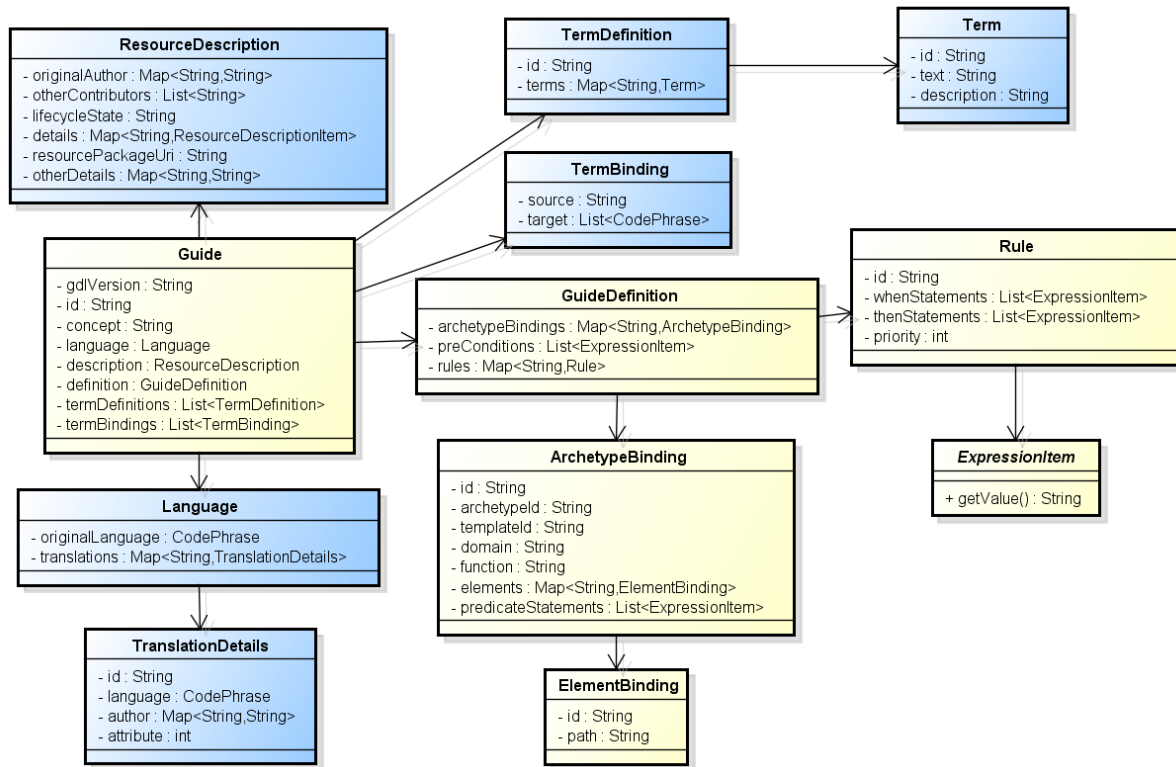 ResourceDescription
- originalAuthor : Map<String,String>
- otherContributors : List<String>
- lifecycleState : String
- details : Map<String,ResourceDescriptionItem>
- resourcePackageUri : String
- otherDetails : Map<String,String>
TermDefinition
- id : String
- terms : Map<String,Term>
Term
- id : String
- text : String
- description : String
TermBinding
- source : String
- target : List<CodePhrase>
Guide
- gdlVersion : String
- id : String
- concept : String
- language : Language
- description : ResourceDescription
- definition : GuideDefinition
- termDefinitions : List<TermDefinition>
- termBindings : List<TermBinding>
GuideDefinition
- archetypeBindings : Map<String,ArchetypeBinding>
- preConditions : List<ExpressionItem>
- rules : Map<String,Rule>
Rule
- id : String
- whenStatements : List<ExpressionItem>
- thenStatements : List<ExpressionItem>
- priority : int
ExpressionItem
+ getValue() : String
Language
- originalLanguage : CodePhrase
- translations : Map<String,TranslationDetails>
ArchetypeBinding
- id : String
- archetypeId : String
- templateId : String
- domain : String
- function : String
- elements : Map<String,ElementBinding>
- predicateStatements : List<ExpressionItem>
TranslationDetails
- id : String
- language : CodePhrase
- author : Map<String,String>
- attribute : int
ElementBinding
- id : String
- path : String